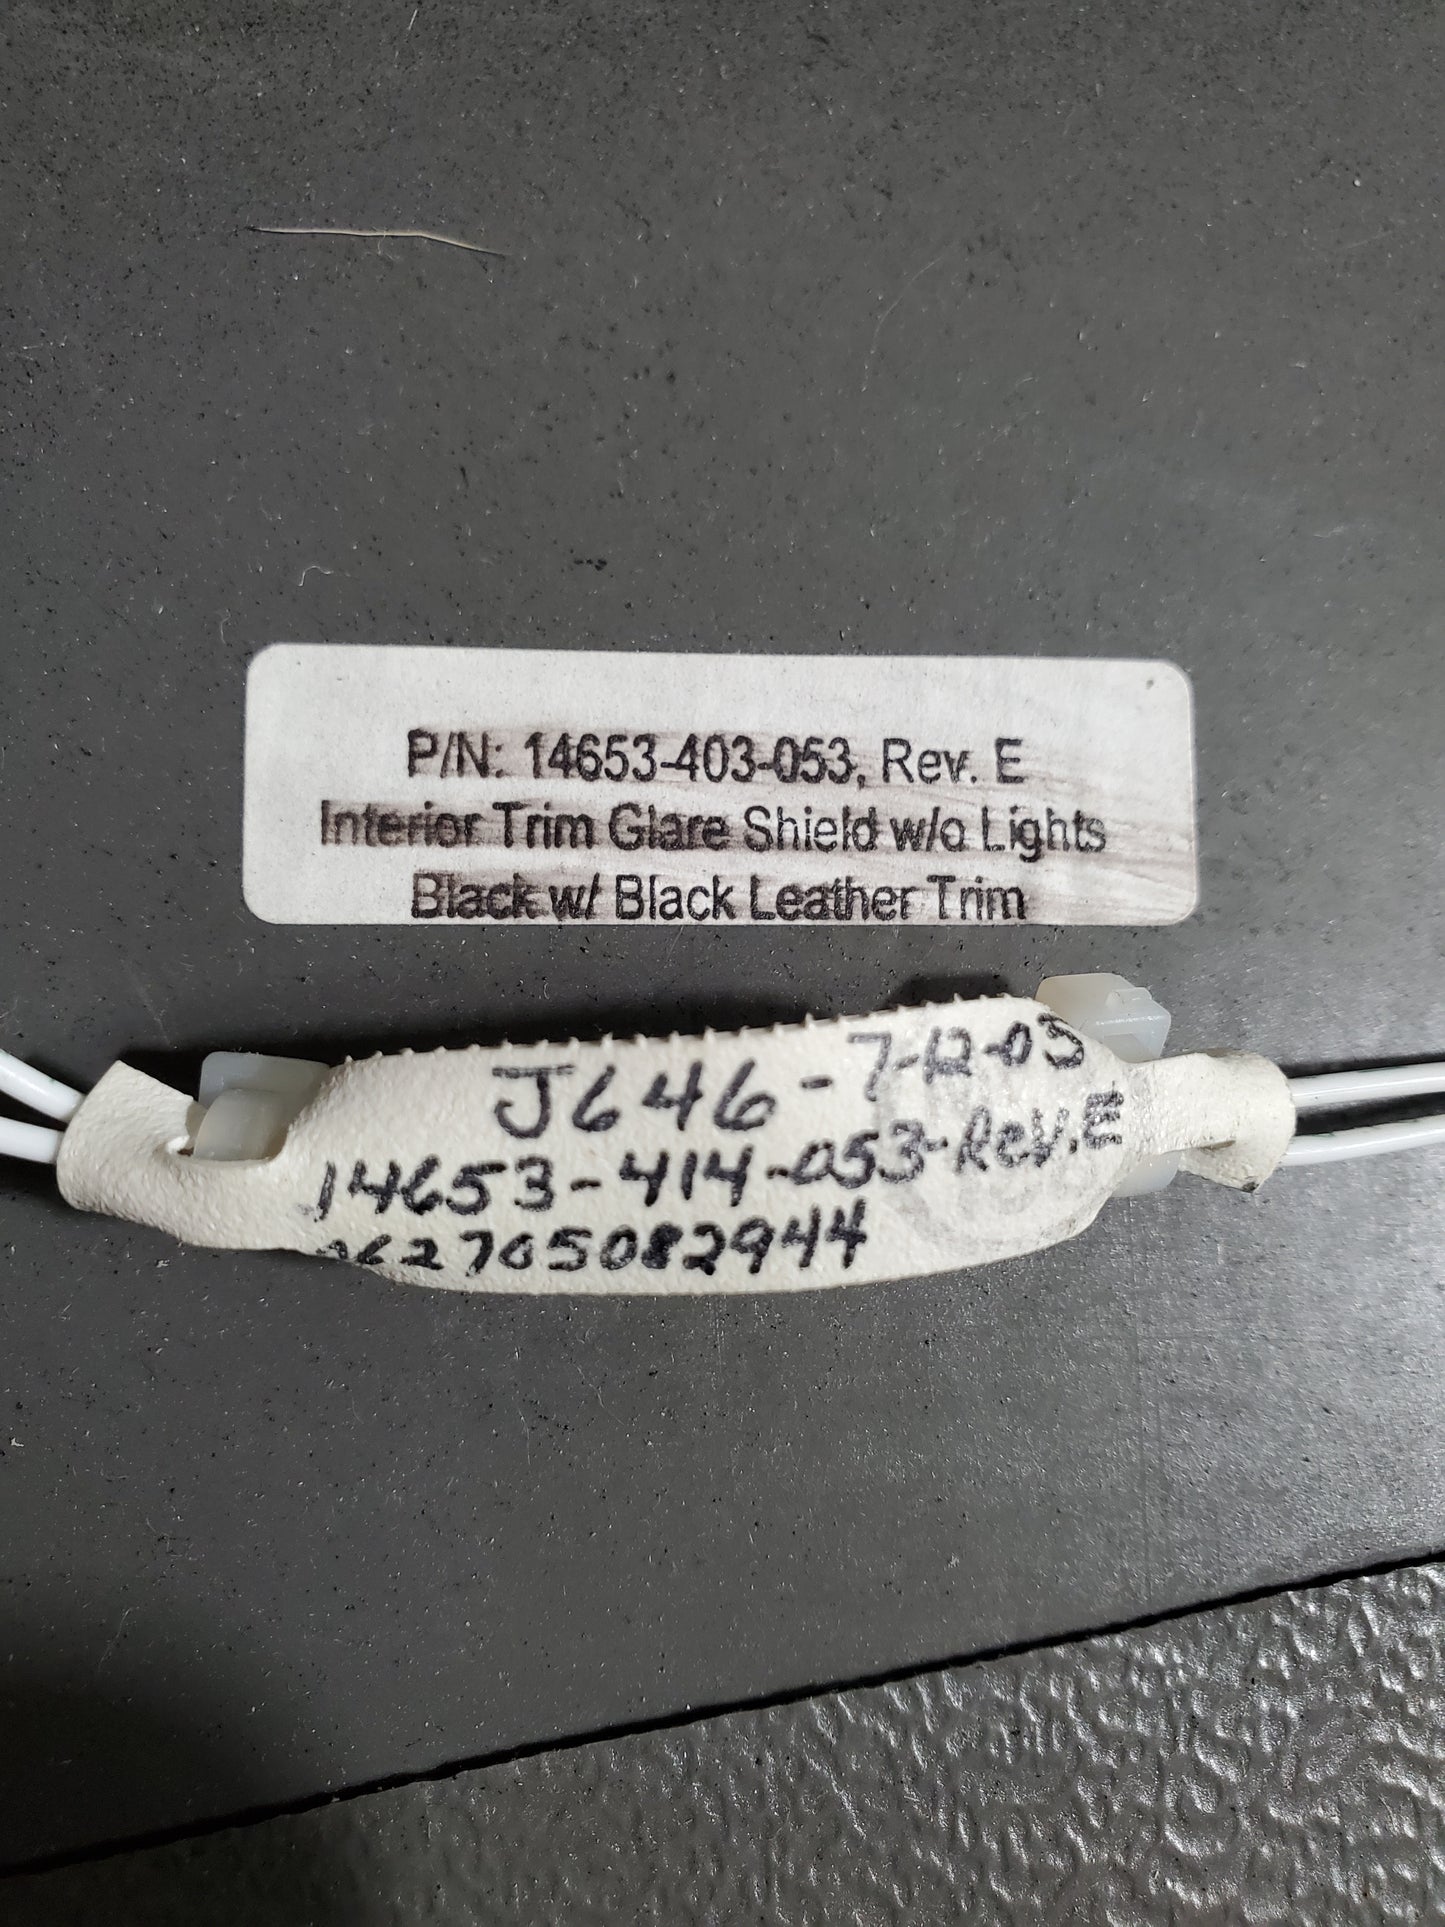 P/N: 14653-403-053, Rev. E
Interior Trim Glare Shield w/o Lights
Black w/ Black Leather Trim
J646-7-12-03
14653-414-053-Rev.E